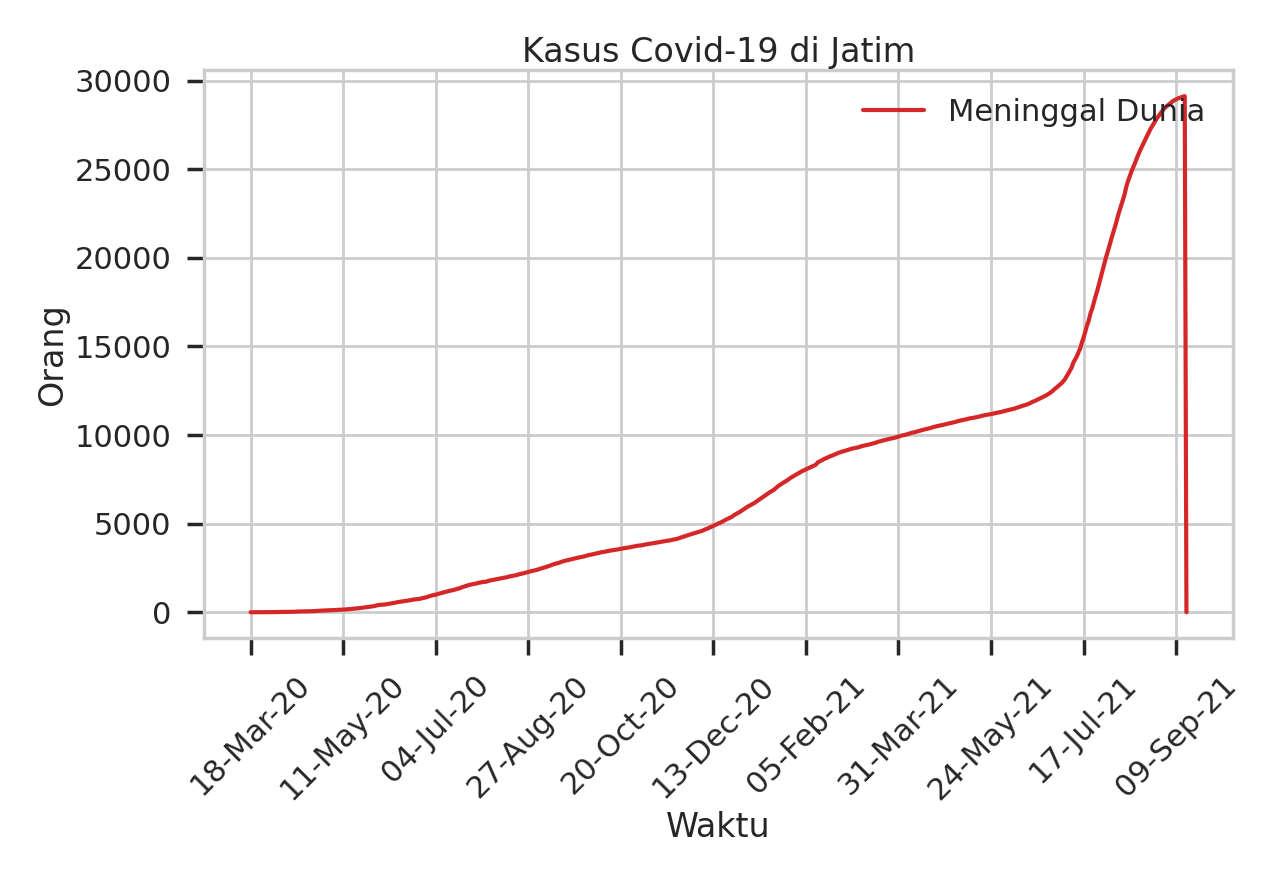 Kasus Covid-19 di Jatim
Meninggal Dunia
Orang
30000
25000
20000
15000
10000
5000
0
18-Mar-20
11-May-20
04-Jul-20
27-Aug-20
20-Oct-20
13-Dec-20
05-Feb-21
31-Mar-21
24-May-21
17-Jul-21
09-Sep-21
Waktu